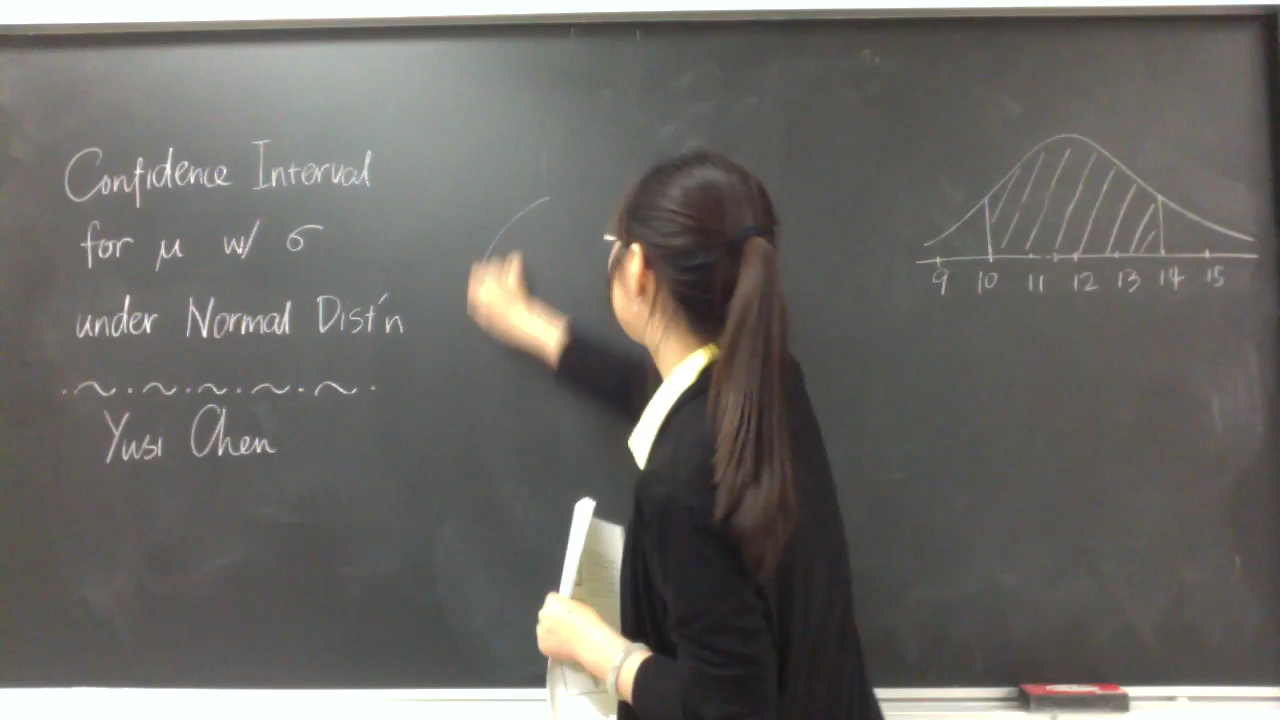 Confidence Interval
for μ w/ σ
under Normal Dist'n
Yusi Chen
9 10 11 12 13 14 15